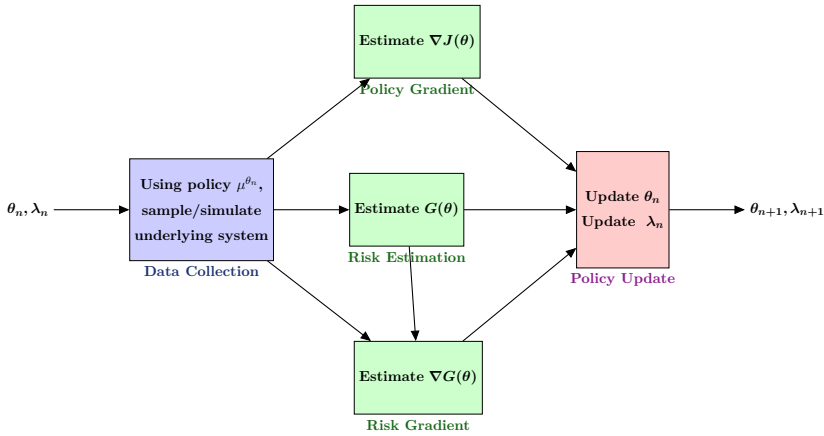 Estimate ∇J(θ)
Policy Gradient
θₙ, λₙ
Using policy μ^θₙ,
sample/simulate
underlying system
Data Collection
Estimate G(θ)
Risk Estimation
Update θₙ
Update λₙ
Policy Update
θₙ₊₁, λₙ₊₁
Estimate ∇G(θ)
Risk Gradient